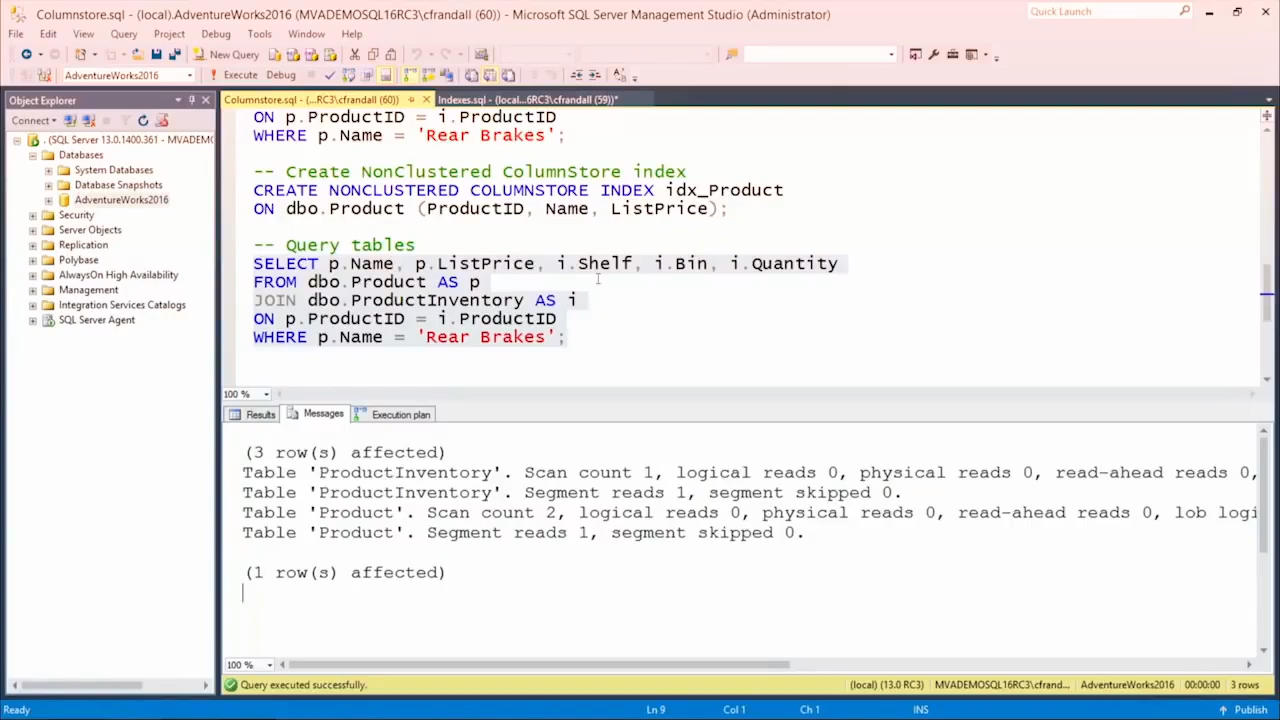 Columnstore.sql - (local).AdventureWorks2016 (MVADEMOSQL16RC3\cfrandall (60)) - Microsoft SQL Server Management Studio (Administrator)
Quick Launch
File Edit View Query Project Debug Tools Window Help
New Query
AdventureWorks2016 Execute Debug
Object Explorer
Columnstore.sql - (...RC3\cfrandall (60))
Indexes.sql - (local...6RC3\cfrandall (59))*
Connect
. (SQL Server 13.0.1400.361 - MVADEMO
Databases
System Databases
Database Snapshots
AdventureWorks2016
Security
Server Objects
Replication
Polybase
AlwaysOn High Availability
Management
Integration Services Catalogs
SQL Server Agent
ON p.ProductID = i.ProductID
WHERE p.Name = 'Rear Brakes';
-- Create NonClustered ColumnStore index
CREATE NONCLUSTERED COLUMNSTORE INDEX idx_Product
ON dbo.Product (ProductID, Name, ListPrice);
-- Query tables
SELECT p.Name, p.ListPrice, i.Shelf, i.Bin, i.Quantity
FROM dbo.Product AS p
JOIN dbo.ProductInventory AS i
ON p.ProductID = i.ProductID
WHERE p.Name = 'Rear Brakes';
100 %
Results Messages Execution plan
(3 row(s) affected)
Table 'ProductInventory'. Scan count 1, logical reads 0, physical reads 0, read-ahead reads 0,
Table 'ProductInventory'. Segment reads 1, segment skipped 0.
Table 'Product'. Scan count 2, logical reads 0, physical reads 0, read-ahead reads 0, lob logi
Table 'Product'. Segment reads 1, segment skipped 0.
(1 row(s) affected)
100 %
Query executed successfully.
(local) (13.0 RC3) MVADEMOSQL16RC3\cfrand... AdventureWorks2016 00:00:00 3 rows
Ready Ln 9 Col 1 Ch 1 INS Publish